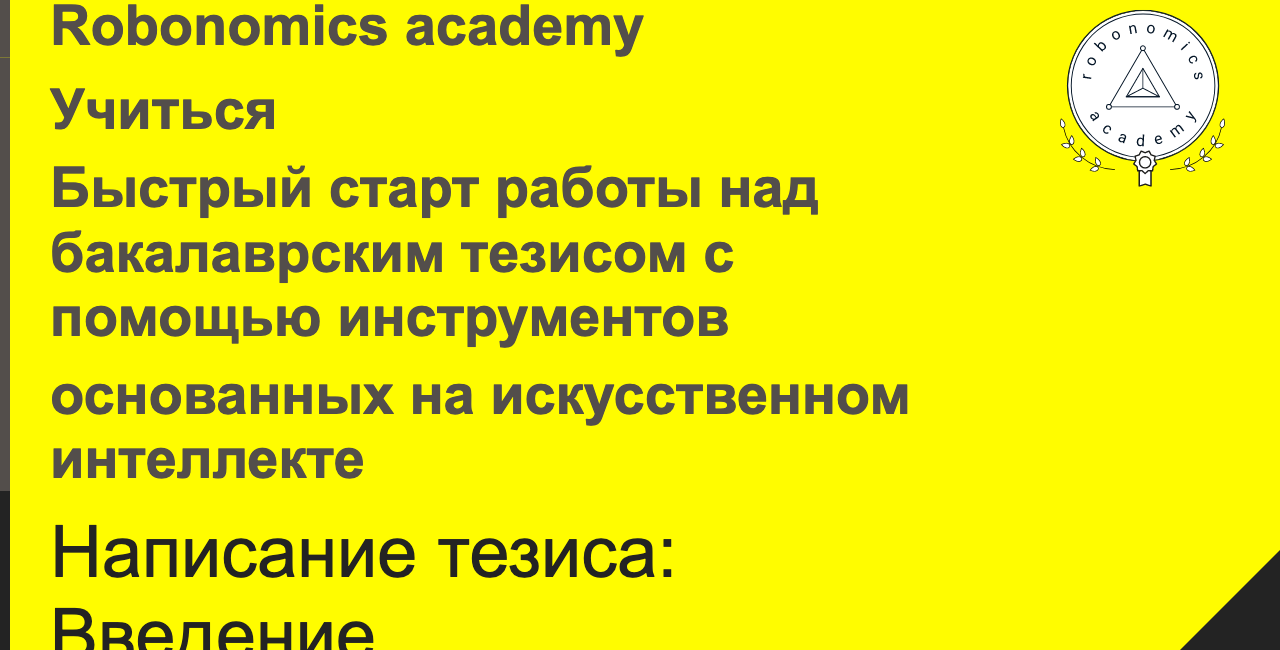 Robonomics academy
Учиться
Быстрый старт работы над
бакалаврским тезисом с
помощью инструментов
основанных на искусственном
интеллекте
Написание тезиса:
Введение
robonomics
academy